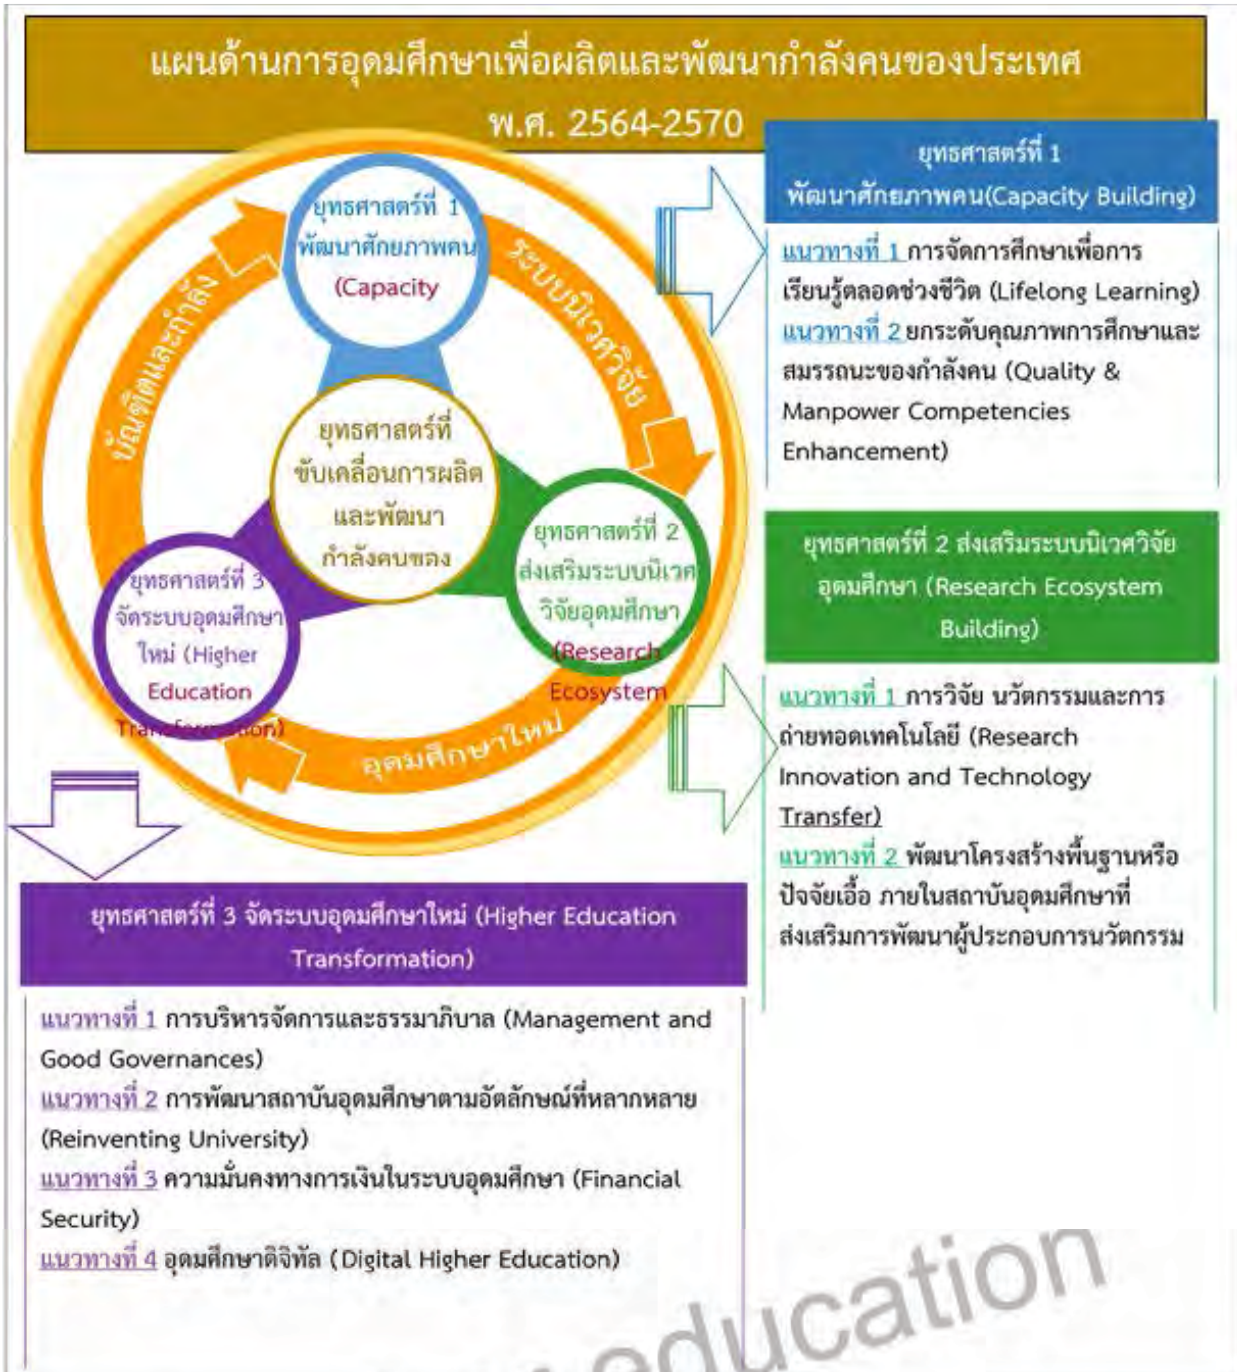 แผนด้านการอุดมศึกษาเพื่อผลิตและพัฒนากำลังคนของประเทศ
พ.ศ. 2564-2570
ยุทธศาสตร์ที่ 1
พัฒนาศักยภาพคน
(Capacity
ระบบนิเวศวิจัย
บัณฑิตและกำลัง
ยุทธศาสตร์ที่
ขับเคลื่อนการผลิต
และพัฒนา
กำลังคนของ
ยุทธศาสตร์ที่ 2
ส่งเสริมระบบนิเวศ
วิจัยอุดมศึกษา
(Research
Ecosystem
ยุทธศาสตร์ที่ 3
จัดระบบอุดมศึกษา
ใหม่ (Higher
Education
Transformation)
อุดมศึกษาใหม่
ยุทธศาสตร์ที่ 1
พัฒนาศักยภาพคน(Capacity Building)
แนวทางที่ 1 การจัดการศึกษาเพื่อการ
เรียนรู้ตลอดช่วงชีวิต (Lifelong Learning)
แนวทางที่ 2 ยกระดับคุณภาพการศึกษาและ
สมรรถนะของกำลังคน (Quality &
Manpower Competencies
Enhancement)
ยุทธศาสตร์ที่ 2 ส่งเสริมระบบนิเวศวิจัย
อุดมศึกษา (Research Ecosystem
Building)
แนวทางที่ 1 การวิจัย นวัตกรรมและการ
ถ่ายทอดเทคโนโลยี (Research
Innovation and Technology
Transfer)
แนวทางที่ 2 พัฒนาโครงสร้างพื้นฐานหรือ
ปัจจัยเอื้อ ภายในสถาบันอุดมศึกษาที่
ส่งเสริมการพัฒนาผู้ประกอบการนวัตกรรม
ยุทธศาสตร์ที่ 3 จัดระบบอุดมศึกษาใหม่ (Higher Education
Transformation)
แนวทางที่ 1 การบริหารจัดการและธรรมาภิบาล (Management and
Good Governances)
แนวทางที่ 2 การพัฒนาสถาบันอุดมศึกษาตามอัตลักษณ์ที่หลากหลาย
(Reinventing University)
แนวทางที่ 3 ความมั่นคงทางการเงินในระบบอุดมศึกษา (Financial
Security)
แนวทางที่ 4 อุดมศึกษาดิจิทัล (Digital Higher Education)
education